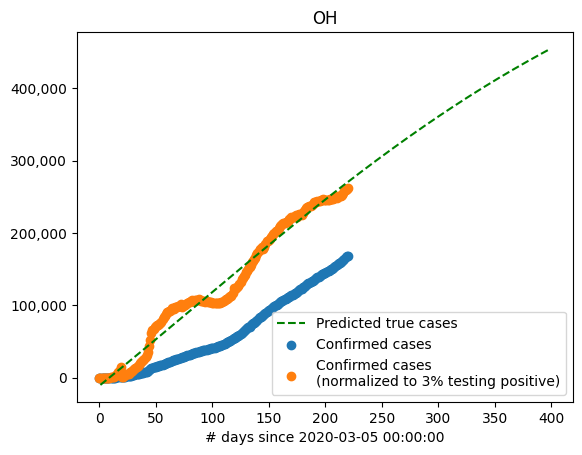 OH
400,000
300,000
200,000
100,000
0
0 50 100 150 200 250 300 350 400
# days since 2020-03-05 00:00:00
Predicted true cases
Confirmed cases
Confirmed cases
(normalized to 3% testing positive)